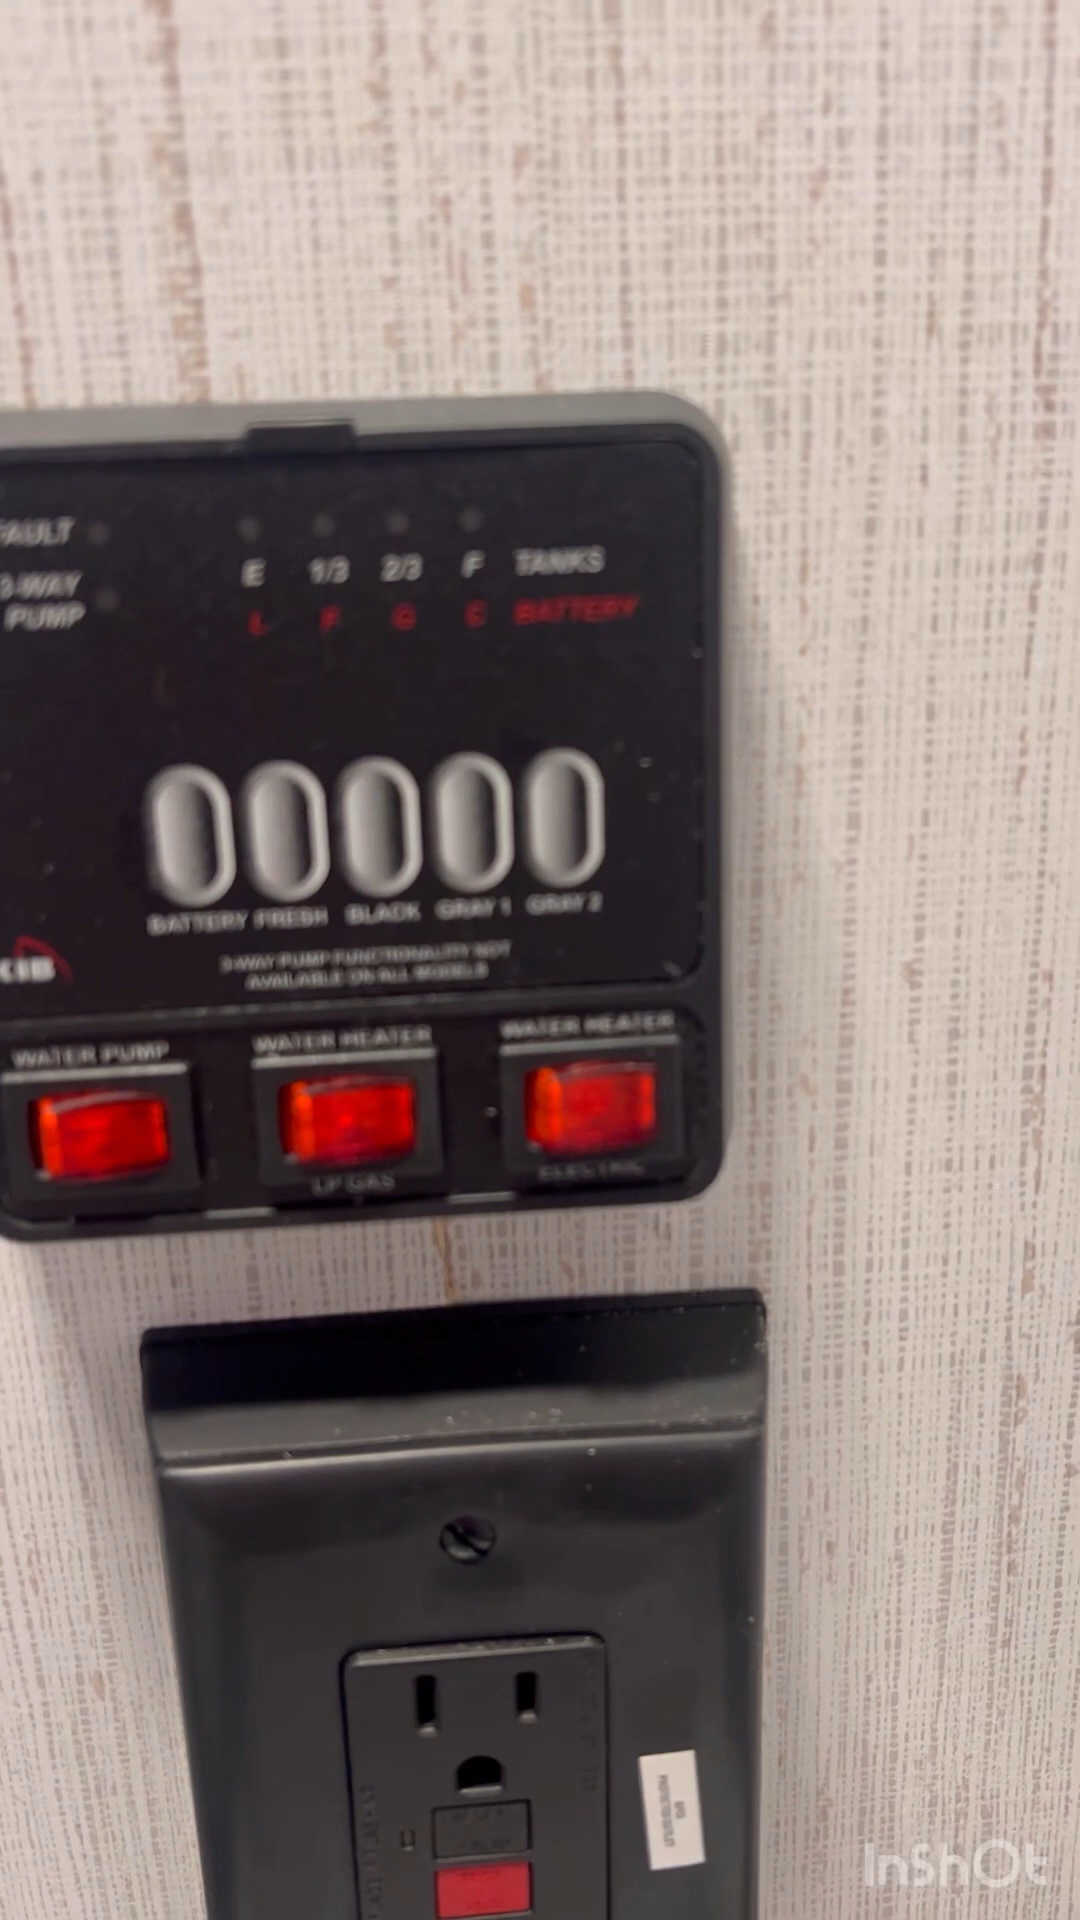 FAULT
E 1/3 2/3 F TANKS
3-WAY
PUMP
L F G C BATTERY
BATTERY FRESH BLACK GRAY 1 GRAY 2
KIB
3-WAY PUMP FUNCTIONALITY NOT
AVAILABLE ON ALL MODELS
WATER PUMP WATER HEATER WATER HEATER
LP GAS ELECTRIC
InShOt